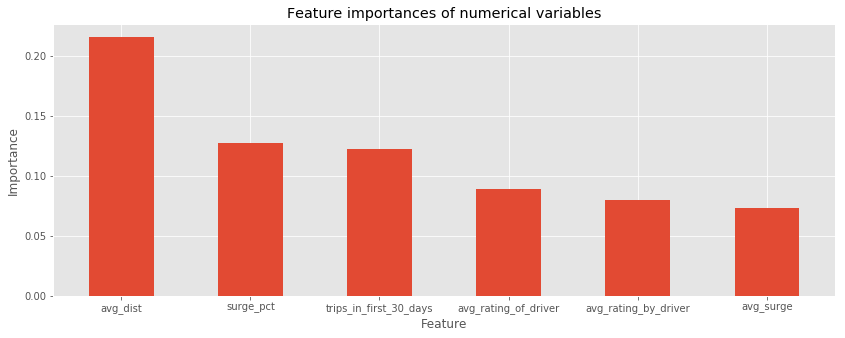 Feature importances of numerical variables
Importance
0.20
0.15
0.10
0.05
0.00
avg_dist surge_pct trips_in_first_30_days avg_rating_of_driver avg_rating_by_driver avg_surge
Feature